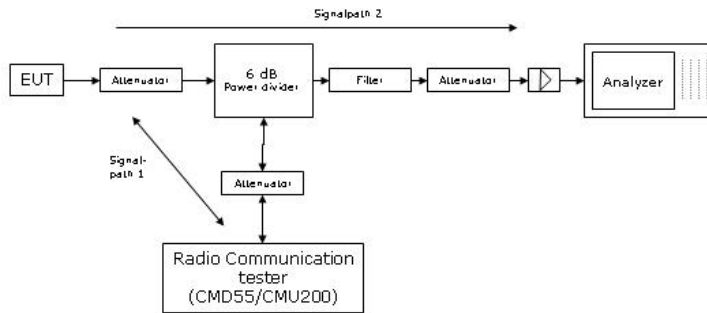 Signalpath 2
EUT
Attenuator
6 dB
Power divider
Filter
Attenuator
Analyzer
Signal-
path 1
Attenuator
Radio Communication
tester
(CMD55/CMU200)